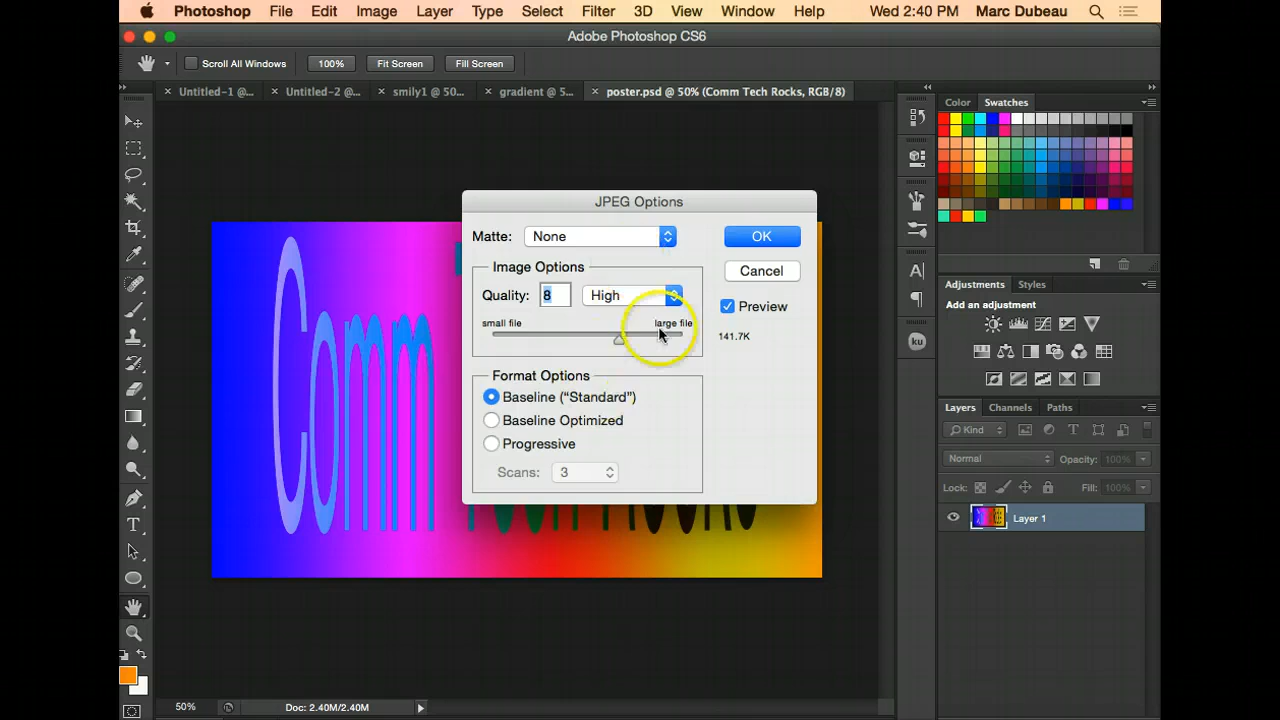 Photoshop File Edit Image Layer Type Select Filter 3D View Window Help Wed 2:40 PM Marc Dubeau
Adobe Photoshop CS6
Scroll All Windows 100% Fit Screen Fill Screen
× Untitled-1 @... × Untitled-2 @... × smily1 @ 50... × gradient @ 5... × poster.psd @ 50% (Comm Tech Rocks, RGB/8)
Color Swatches
JPEG Options
Matte: None OK
Image Options Cancel
Quality: 8 High Preview
small file large file
141.7K
Format Options
Baseline (“Standard”)
Baseline Optimized
Progressive
Scans: 3
Comm
Adjustments Styles
Add an adjustment
Layers Channels Paths
Kind
Normal Opacity: 100%
Lock: Fill: 100%
Layer 1
A
ku
T
50% Doc: 2.40M/2.40M